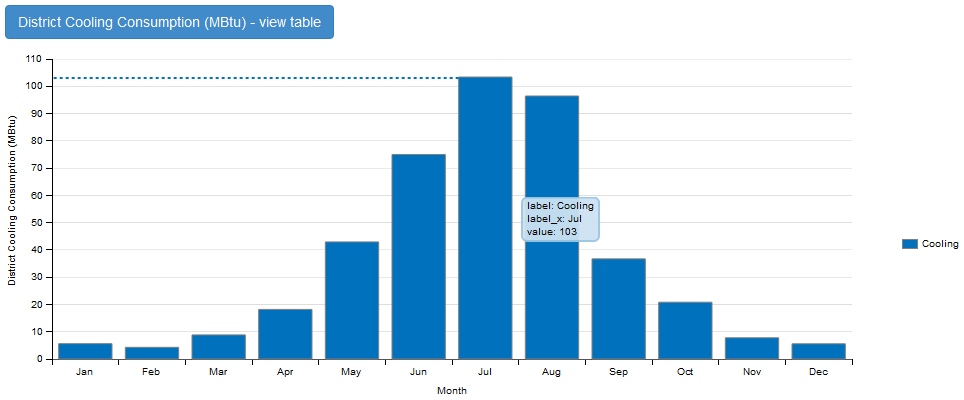 District Cooling Consumption (MBtu) - view table
110
100
90
80
70
60
50
40
30
20
10
0
District Cooling Consumption (MBtu)
label: Cooling
label_x: Jul
value: 103
Cooling
Jan Feb Mar Apr May Jun Jul Aug Sep Oct Nov Dec
Month